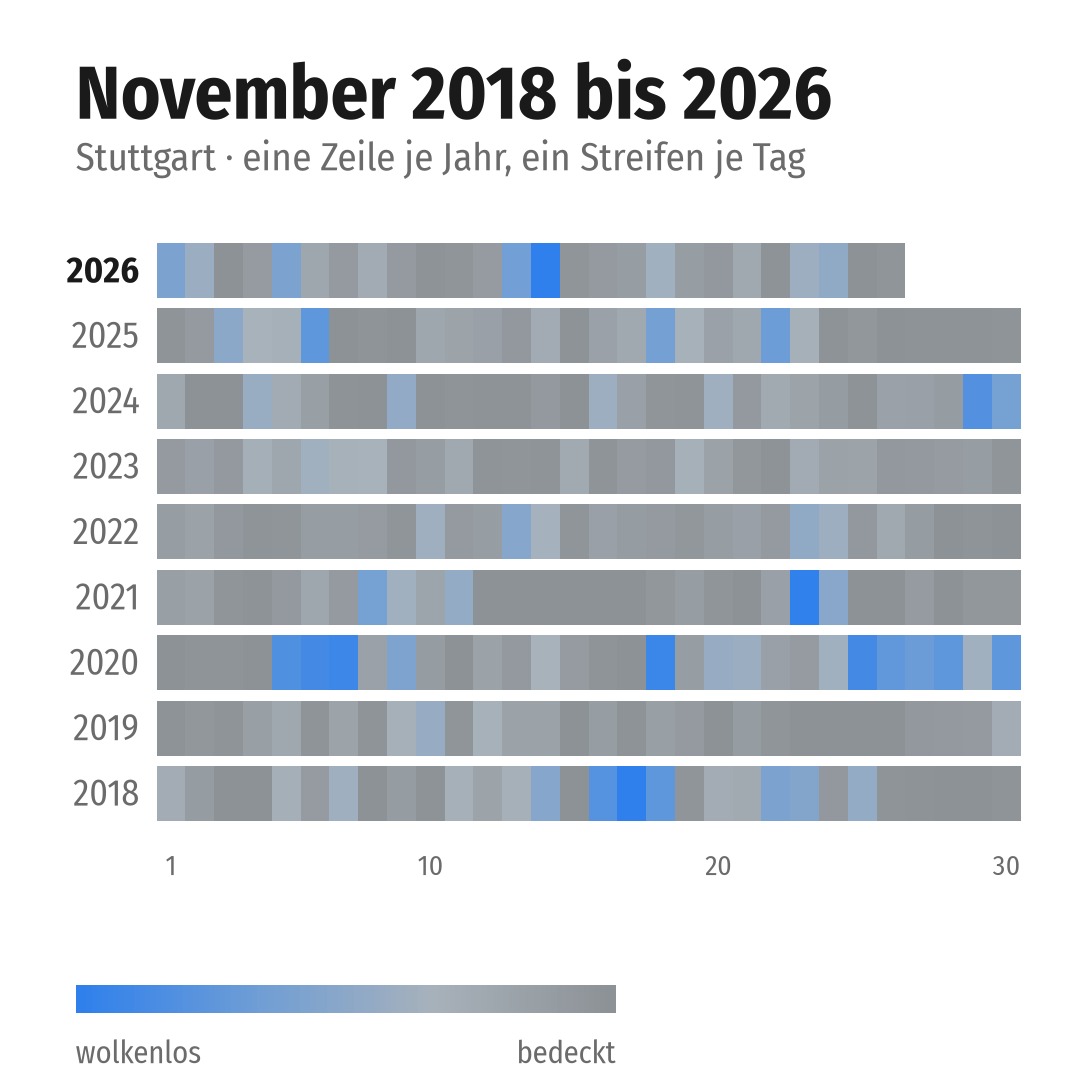 November 2018 bis 2026
Stuttgart · eine Zeile je Jahr, ein Streifen je Tag
2026
2025
2024
2023
2022
2021
2020
2019
2018
1 10 20 30
wolkenlos bedeckt